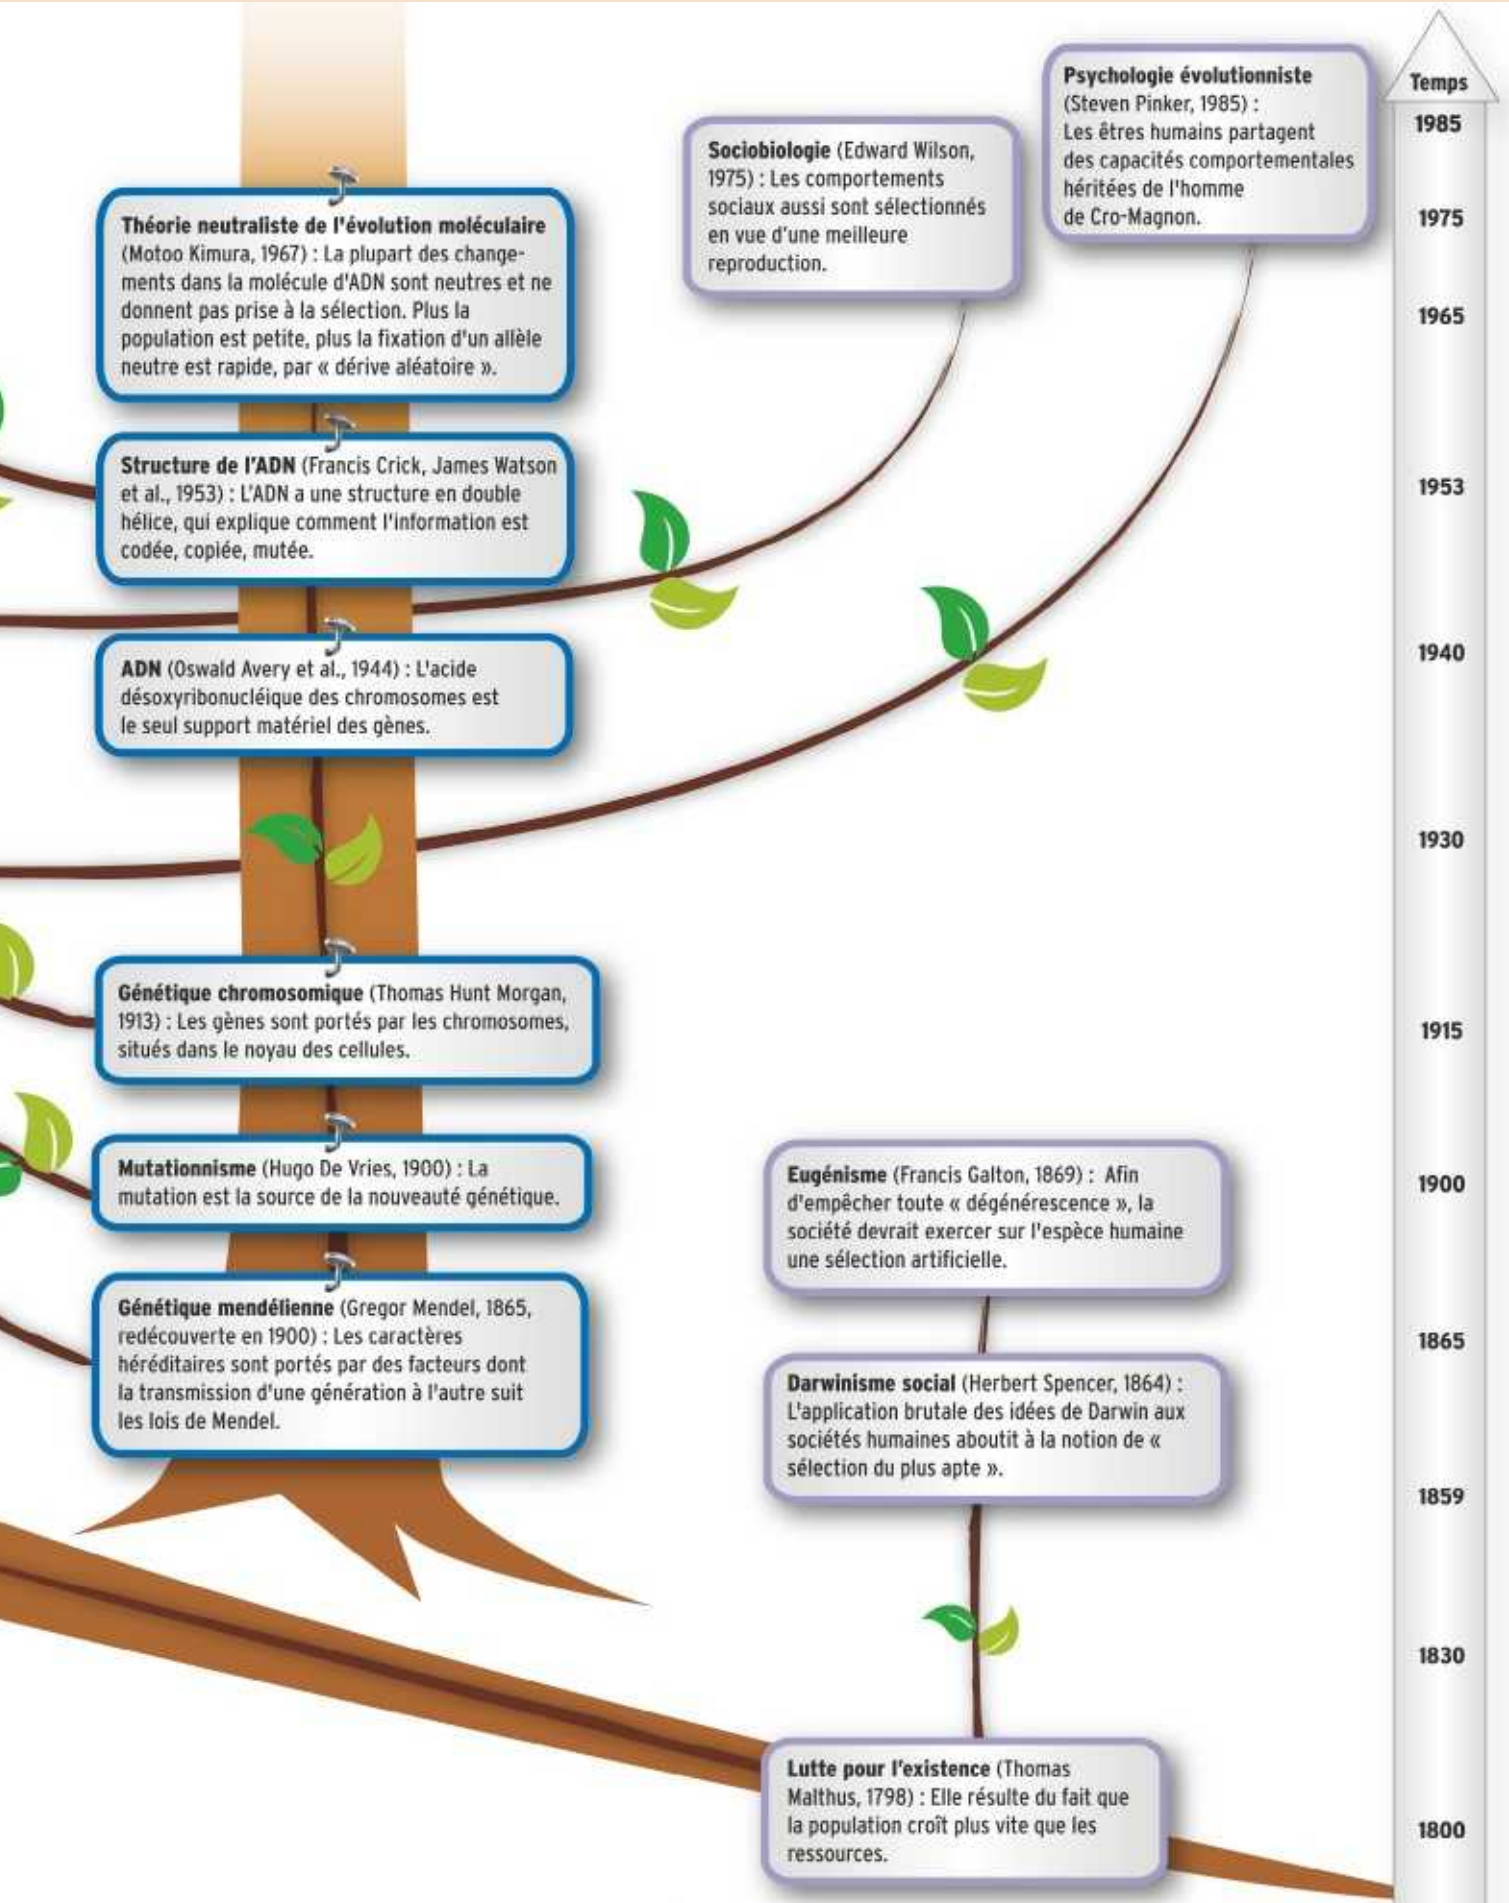 Psychologie évolutionniste
(Steven Pinker, 1985) :
Les êtres humains partagent
des capacités comportementales
héritées de l'homme
de Cro-Magnon.
Sociobiologie (Edward Wilson,
1975) : Les comportements
sociaux aussi sont sélectionnés
en vue d'une meilleure
reproduction.
Théorie neutraliste de l'évolution moléculaire
(Motoo Kimura, 1967) : La plupart des change-
ments dans la molécule d'ADN sont neutres et ne
donnent pas prise à la sélection. Plus la
population est petite, plus la fixation d'un allèle
neutre est rapide, par « dérive aléatoire ».
Structure de l'ADN (Francis Crick, James Watson
et al., 1953) : L'ADN a une structure en double
hélice, qui explique comment l'information est
codée, copiée, mutée.
ADN (Oswald Avery et al., 1944) : L'acide
désoxyribonucléique des chromosomes est
le seul support matériel des gènes.
Génétique chromosomique (Thomas Hunt Morgan,
1913) : Les gènes sont portés par les chromosomes,
situés dans le noyau des cellules.
Mutationnisme (Hugo De Vries, 1900) : La
mutation est la source de la nouveauté génétique.
Génétique mendélienne (Gregor Mendel, 1865,
redécouverte en 1900) : Les caractères
héréditaires sont portés par des facteurs dont
la transmission d'une génération à l'autre suit
les lois de Mendel.
Eugénisme (Francis Galton, 1869) : Afin
d'empêcher toute « dégénérescence », la
société devrait exercer sur l'espèce humaine
une sélection artificielle.
Darwinisme social (Herbert Spencer, 1864) :
L'application brutale des idées de Darwin aux
sociétés humaines aboutit à la notion de «
sélection du plus apte ».
Lutte pour l'existence (Thomas
Malthus, 1798) : Elle résulte du fait que
la population croît plus vite que les
ressources.
Temps
1985
1975
1965
1953
1940
1930
1915
1900
1865
1859
1830
1800